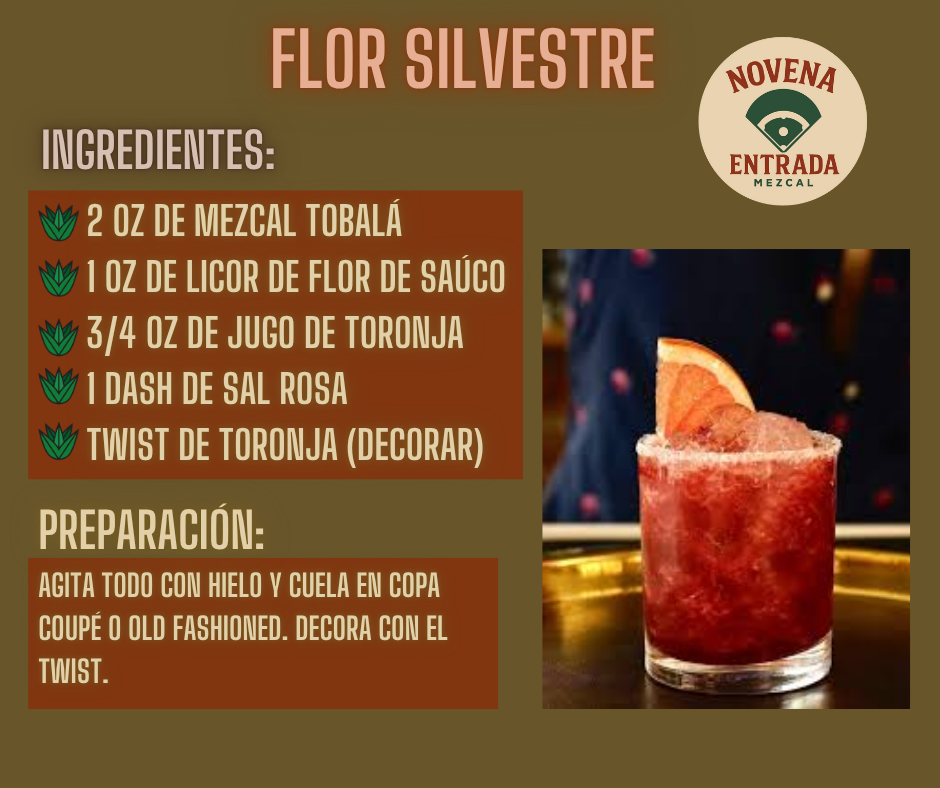 FLOR SILVESTRE
NOVENA
ENTRADA
MEZCAL
INGREDIENTES:
2 OZ DE MEZCAL TOBALÁ
1 OZ DE LICOR DE FLOR DE SAÚCO
3/4 OZ DE JUGO DE TORONJA
1 DASH DE SAL ROSA
TWIST DE TORONJA (DECORAR)
PREPARACIÓN:
AGITA TODO CON HIELO Y CUELA EN COPA
COUPÉ O OLD FASHIONED. DECORA CON EL
TWIST.